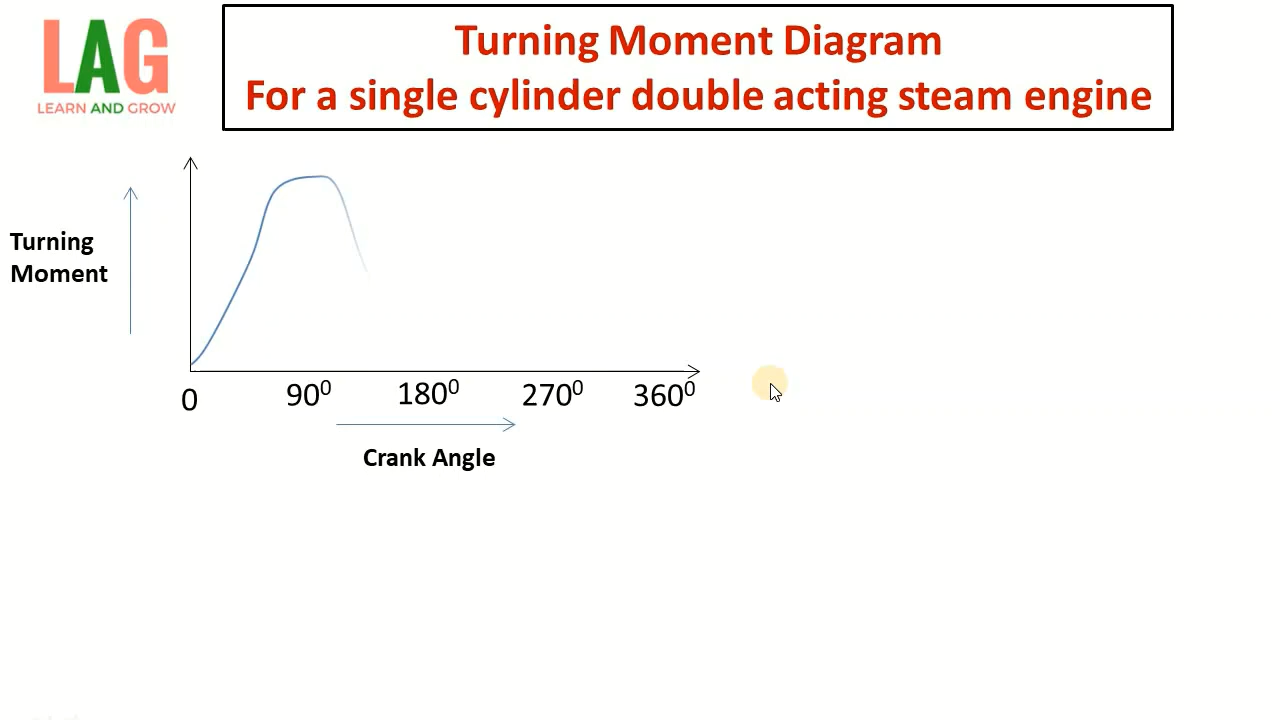 LAG
LEARN AND GROW
Turning Moment Diagram
For a single cylinder double acting steam engine
Turning
Moment
0
90⁰
180⁰
270⁰
360⁰
Crank Angle